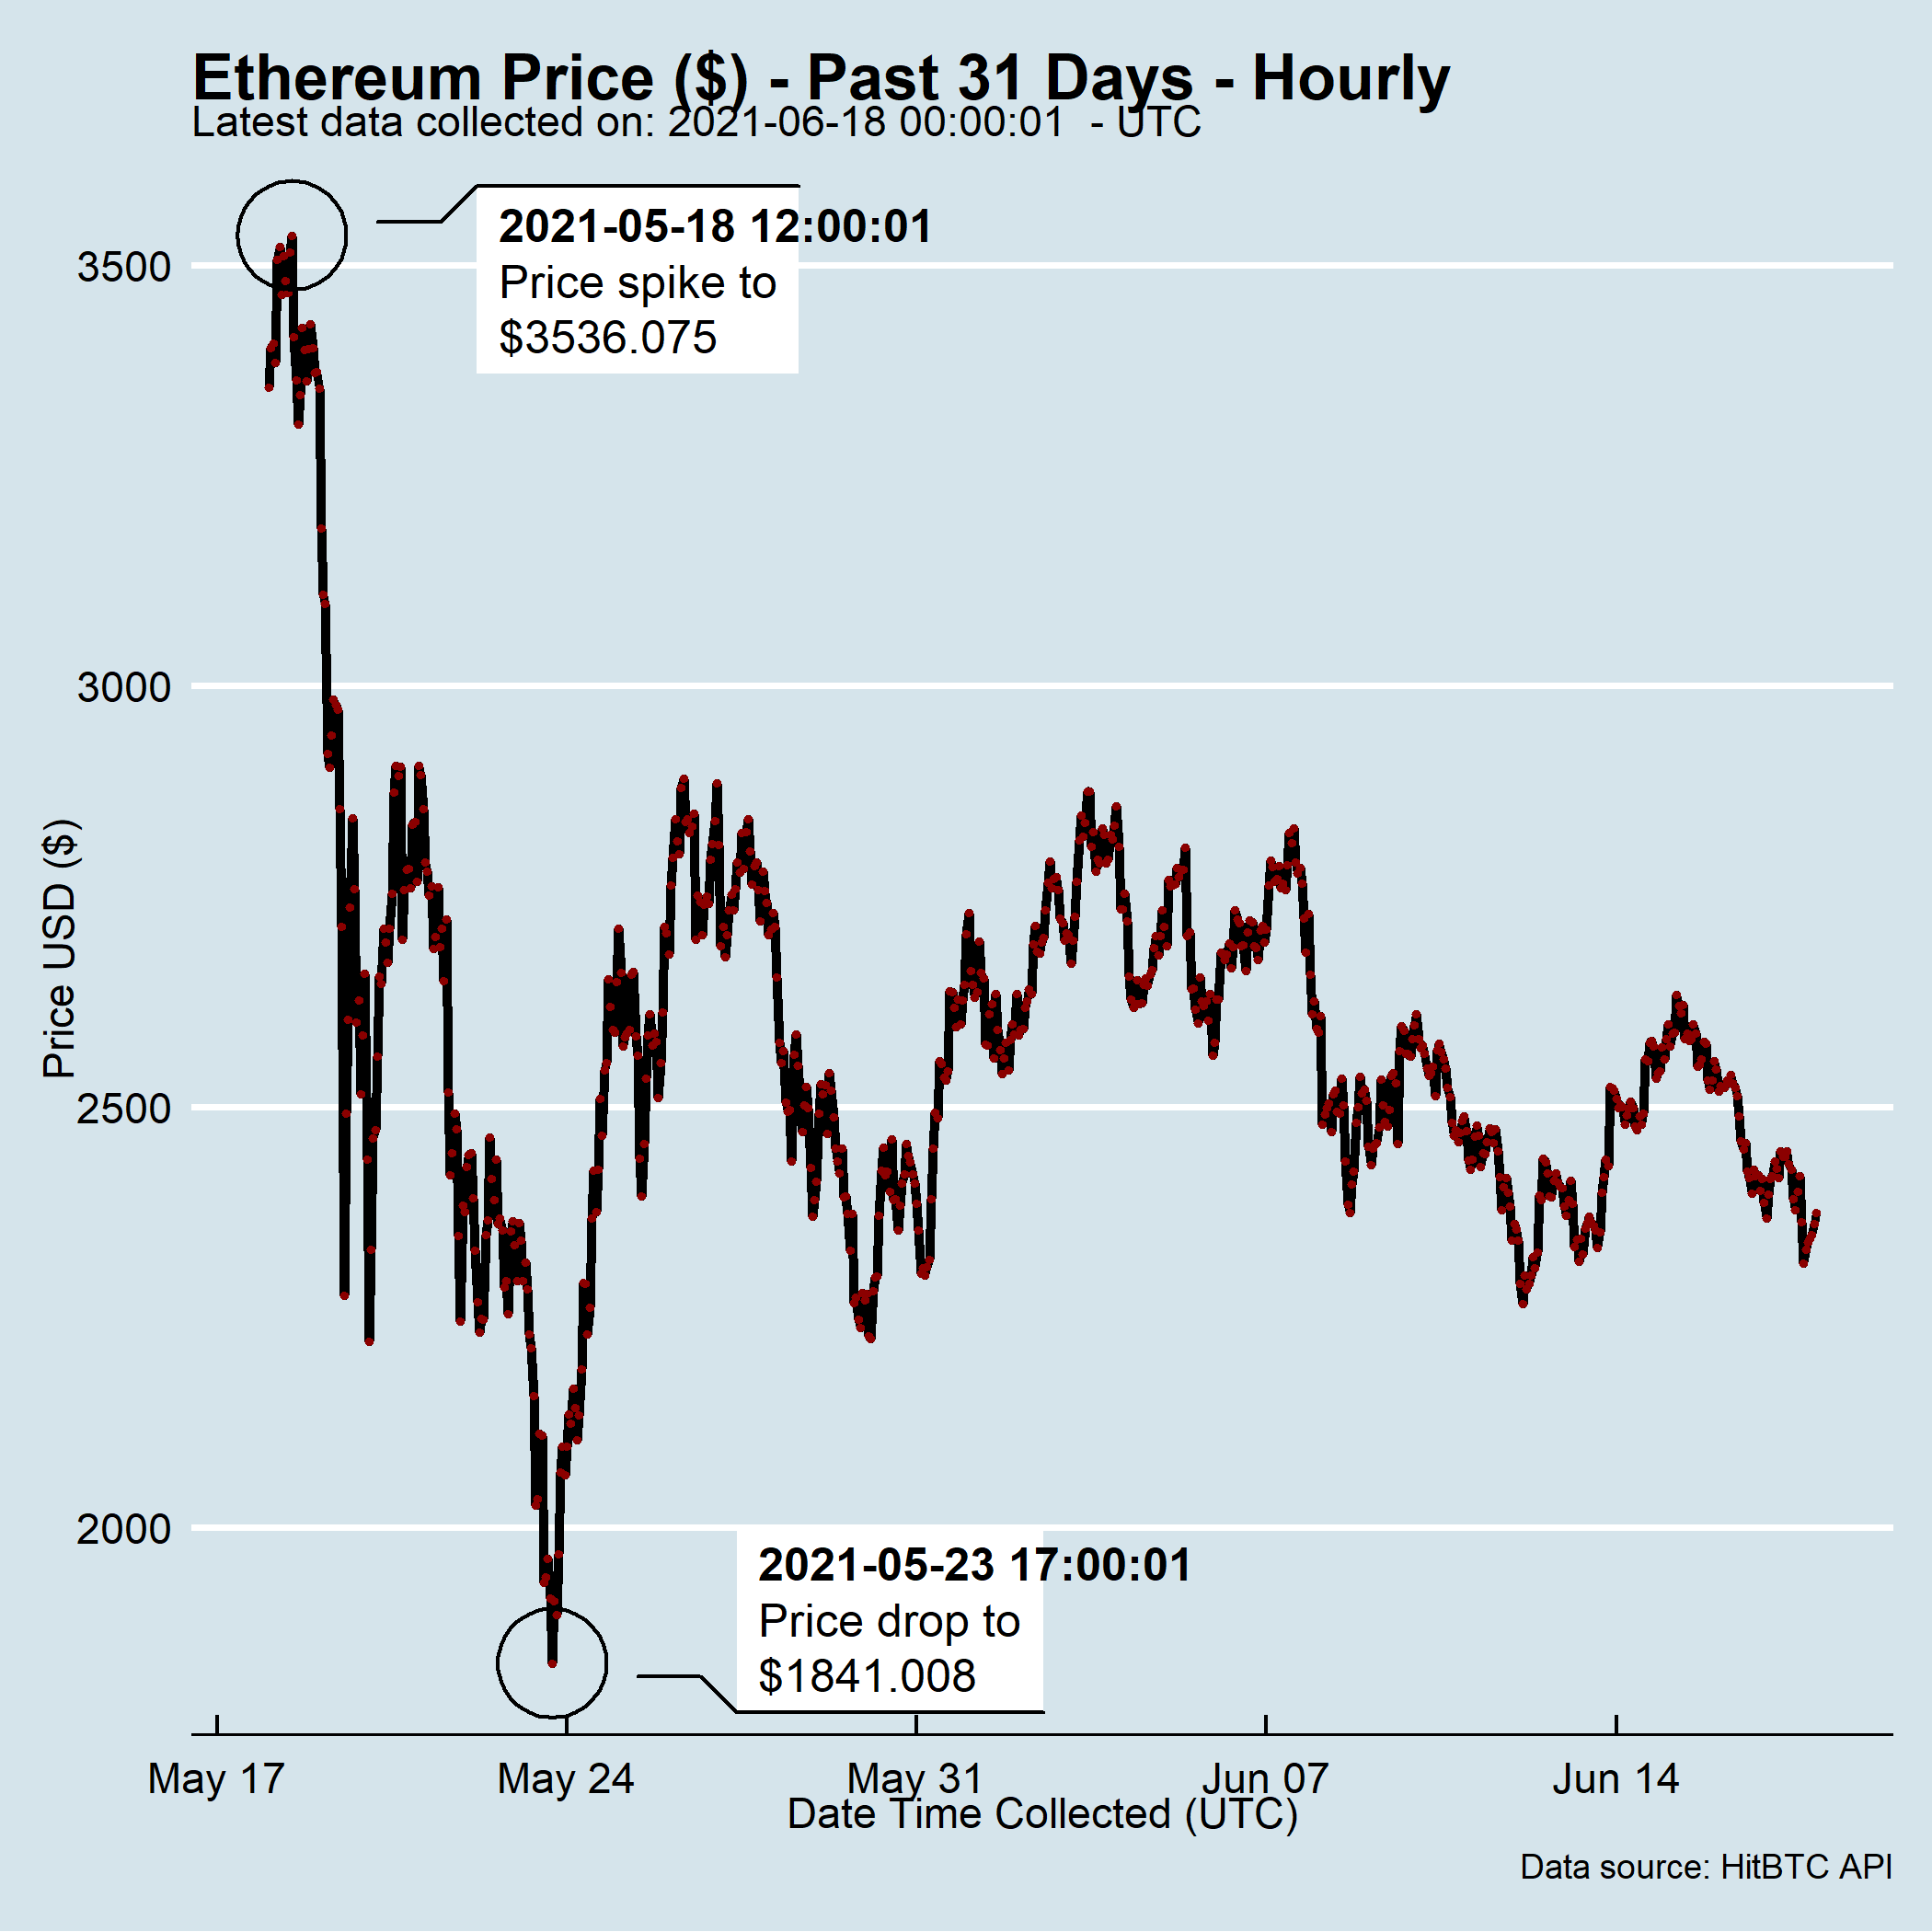 Ethereum Price ($) - Past 31 Days - Hourly
Latest data collected on: 2021-06-18 00:00:01  - UTC
2021-05-18 12:00:01
Price spike to
$3536.075
3500
3000
2500
2000
Price USD ($)
2021-05-23 17:00:01
Price drop to
$1841.008
May 17
May 24
May 31
Jun 07
Jun 14
Date Time Collected (UTC)
Data source: HitBTC API